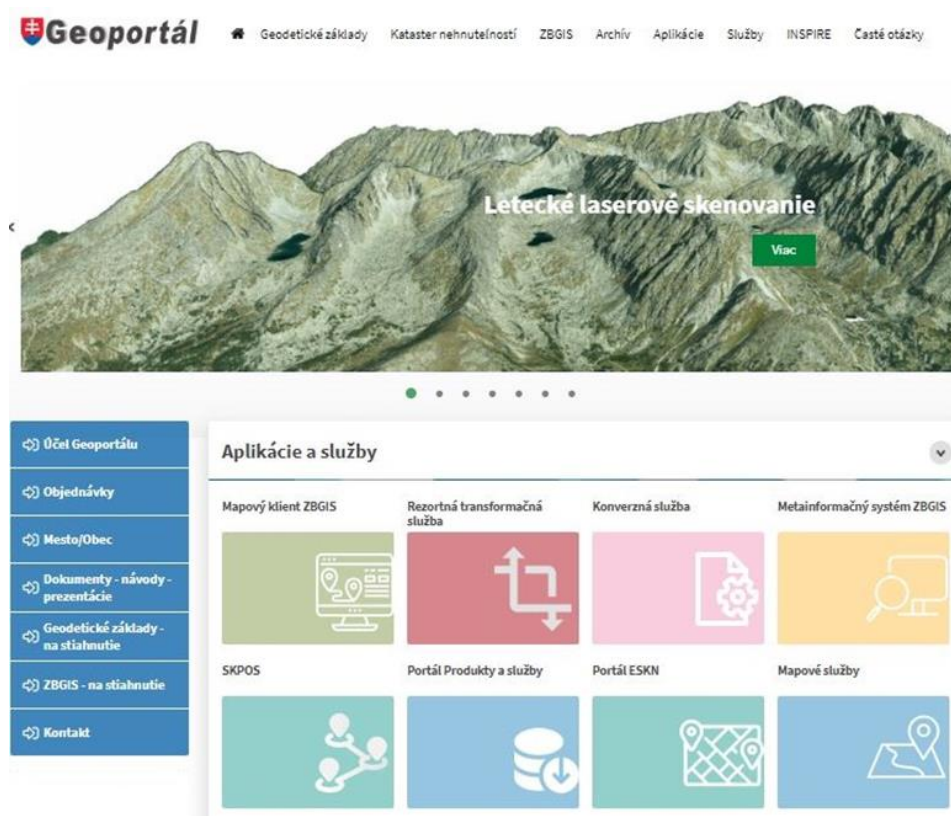 Geoportál
Geodetické základy Kataster nehnuteľností ZBGIS Archív Aplikácie Služby INSPIRE Časté otázky
Letecké laserové skenovanie
Viac
Účel Geoportálu
Objednávky
Mesto/Obec
Dokumenty - návody -
prezentácie
Geodetické základy -
na stiahnutie
ZBGIS - na stiahnutie
Kontakt
Aplikácie a služby
Mapový klient ZBGIS
Rezortná transformačná
služba
Konverzná služba
Metainformačný systém ZBGIS
SKPOS
Portál Produkty a služby
Portál ESKN
Mapové služby